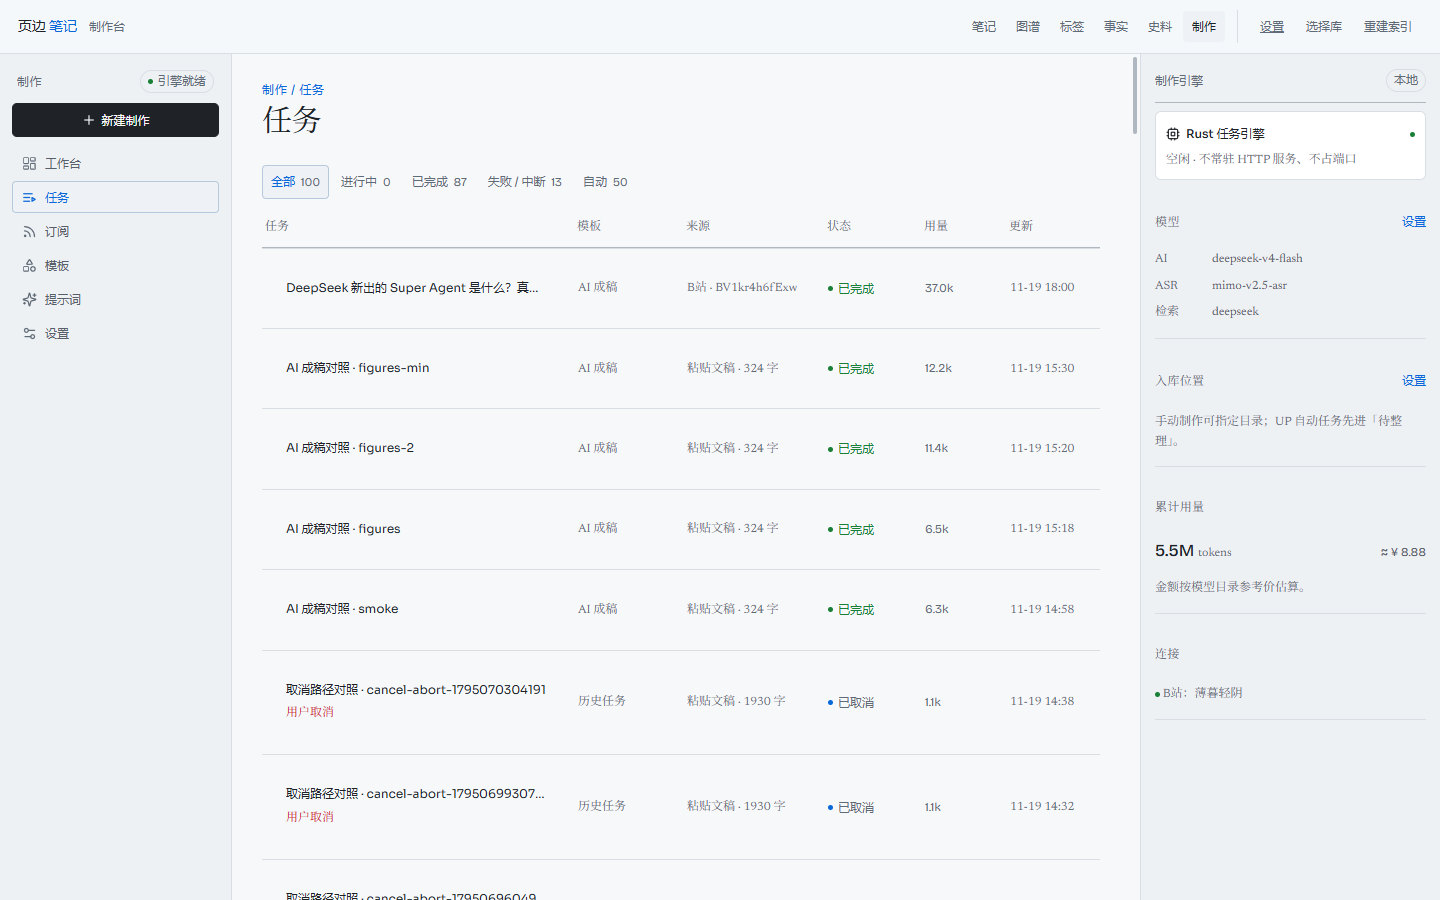 页边 笔记 制作台
笔记 图谱 标签 事实 史料 制作 设置 选择库 重建索引
制作 引擎就绪
新建制作
工作台
任务
订阅
模板
提示词
设置
制作 / 任务
任务
全部 100 进行中 0 已完成 87 失败 / 中断 13 自动 50
任务 模板 来源 状态 用量 更新
DeepSeek 新出的 Super Agent 是什么？真... AI 成稿 B站 · BV1kr4h6fExw 已完成 37.0k 11-19 18:00
AI 成稿对照 · figures-min AI 成稿 粘贴文稿 · 324 字 已完成 12.2k 11-19 15:30
AI 成稿对照 · figures-2 AI 成稿 粘贴文稿 · 324 字 已完成 11.4k 11-19 15:20
AI 成稿对照 · figures AI 成稿 粘贴文稿 · 324 字 已完成 6.5k 11-19 15:18
AI 成稿对照 · smoke AI 成稿 粘贴文稿 · 324 字 已完成 6.3k 11-19 14:58
取消路径对照 · cancel-abort-1795070304191 历史任务 粘贴文稿 · 1930 字 已取消 1.1k 11-19 14:38
用户取消
取消路径对照 · cancel-abort-17950699307... 历史任务 粘贴文稿 · 1930 字 已取消 1.1k 11-19 14:32
用户取消
取消路径对照 · cancel-abort-17950696049...
制作引擎 本地
Rust 任务引擎
空闲 · 不常驻 HTTP 服务、不占端口
模型 设置
AI deepseek-v4-flash
ASR mimo-v2.5-asr
检索 deepseek
入库位置 设置
手动制作可指定目录；UP 自动任务先进「待整
理」。
累计用量
5.5M tokens ≈ ¥ 8.88
金额按模型目录参考价估算。
连接
B站：薄暮轻阴